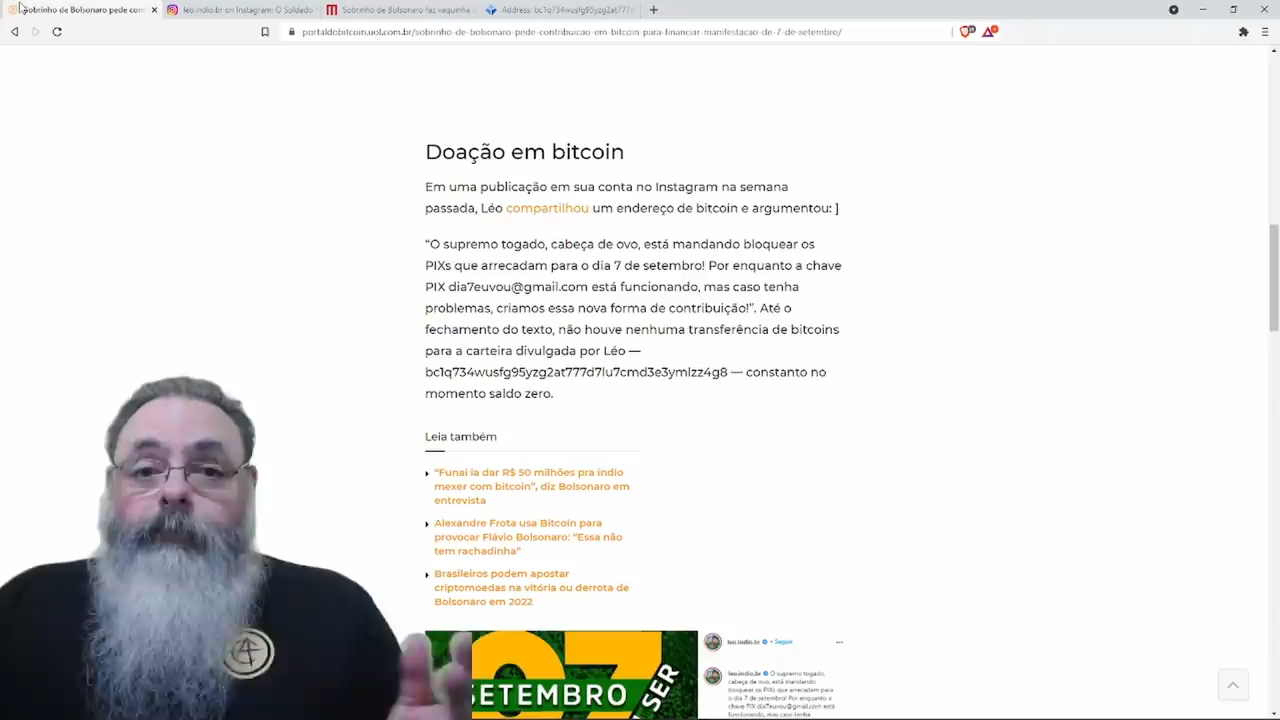 Sobrinho de Bolsonaro pede com
leo.indio.br on Instagram: O Soldado
Sobrinho de Bolsonaro faz vaquinha
Address: bc1q734wusfg95yzg2at777d
portaldobitcoin.uol.com.br/sobrinho-de-bolsonaro-pede-contribuicao-em-bitcoin-para-financiar-manifestacao-de-7-de-setembro/
Doação em bitcoin
Em uma publicação em sua conta no Instagram na semana
passada, Léo compartilhou um endereço de bitcoin e argumentou: ]
“O supremo togado, cabeça de ovo, está mandando bloquear os
PIXs que arrecadam para o dia 7 de setembro! Por enquanto a chave
PIX dia7euvou@gmail.com está funcionando, mas caso tenha
problemas, criamos essa nova forma de contribuição!”. Até o
fechamento do texto, não houve nenhuma transferência de bitcoins
para a carteira divulgada por Léo —
bc1q734wusfg95yzg2at777d7lu7cmd3e3ymlzz4g8 — constanto no
momento saldo zero.
Leia também
“Funai ia dar R$ 50 milhões pra índio
mexer com bitcoin”, diz Bolsonaro em
entrevista
Alexandre Frota usa Bitcoin para
provocar Flávio Bolsonaro: “Essa não
tem rachadinha”
Brasileiros podem apostar
criptomoedas na vitória ou derrota de
Bolsonaro em 2022
07
SETEMBRO
SER
leo.indio.br • Seguir
leo.indio.br O supremo togado,
cabeça de ovo, está mandando
bloquear os PIXs que arrecadam para
o dia 7 de setembro! Por enquanto a
chave PIX dia7euvou@gmail.com está
funcionando, mas caso tenha